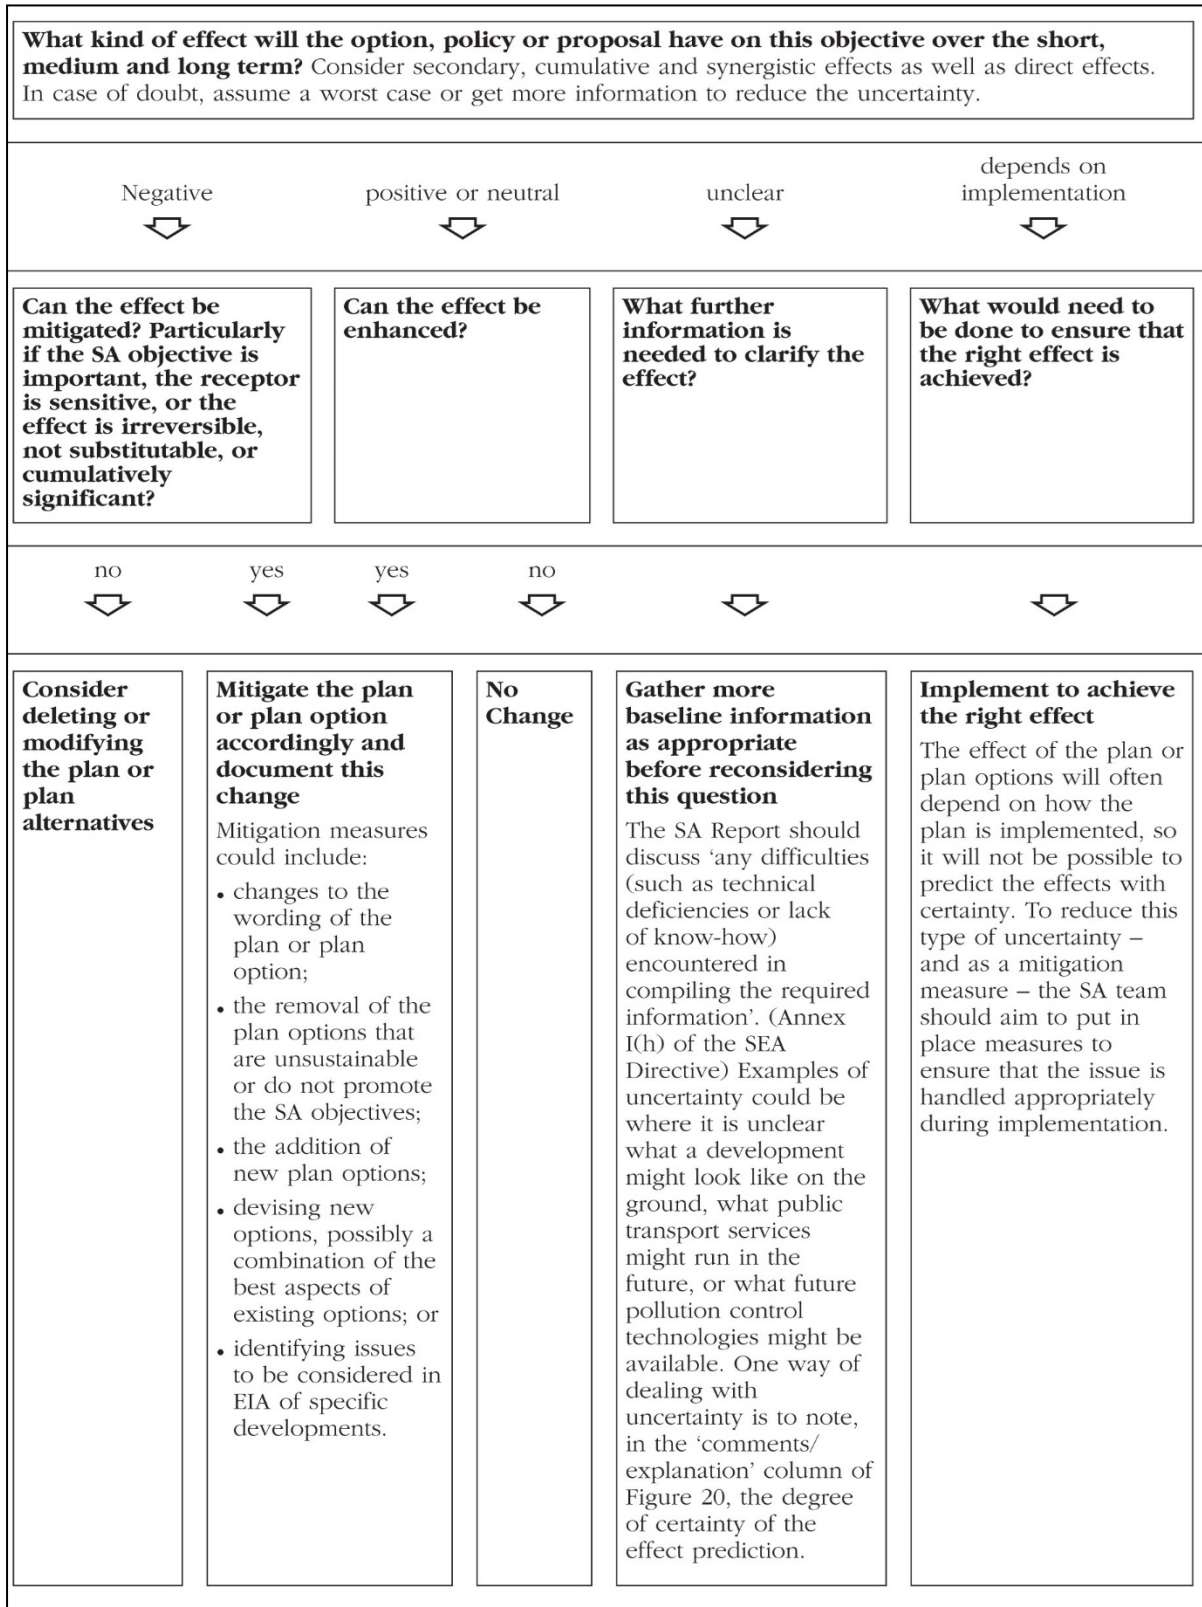 What kind of effect will the option, policy or proposal have on this objective over the short,
medium and long term? Consider secondary, cumulative and synergistic effects as well as direct effects.
In case of doubt, assume a worst case or get more information to reduce the uncertainty.
Negative
positive or neutral
unclear
depends on
implementation
Can the effect be
mitigated? Particularly
if the SA objective is
important, the receptor
is sensitive, or the
effect is irreversible,
not substitutable, or
cumulatively
significant?
Can the effect be
enhanced?
What further
information is
needed to clarify the
effect?
What would need to
be done to ensure that
the right effect is
achieved?
no
yes
yes
no
Consider
deleting or
modifying
the plan or
plan
alternatives
Mitigate the plan
or plan option
accordingly and
document this
change
Mitigation measures
could include:
• changes to the
wording of the
plan or plan
option;
• the removal of the
plan options that
are unsustainable
or do not promote
the SA objectives;
• the addition of
new plan options;
• devising new
options, possibly a
combination of the
best aspects of
existing options; or
• identifying issues
to be considered in
EIA of specific
developments.
No
Change
Gather more
baseline information
as appropriate
before reconsidering
this question
The SA Report should
discuss ‘any difficulties
(such as technical
deficiencies or lack
of know-how)
encountered in
compiling the required
information’. (Annex
I(h) of the SEA
Directive) Examples of
uncertainty could be
where it is unclear
what a development
might look like on the
ground, what public
transport services
might run in the
future, or what future
pollution control
technologies might be
available. One way of
dealing with
uncertainty is to note,
in the ‘comments/
explanation’ column of
Figure 20, the degree
of certainty of the
effect prediction.
Implement to achieve
the right effect
The effect of the plan or
plan options will often
depend on how the
plan is implemented, so
it will not be possible to
predict the effects with
certainty. To reduce this
type of uncertainty –
and as a mitigation
measure – the SA team
should aim to put in
place measures to
ensure that the issue is
handled appropriately
during implementation.